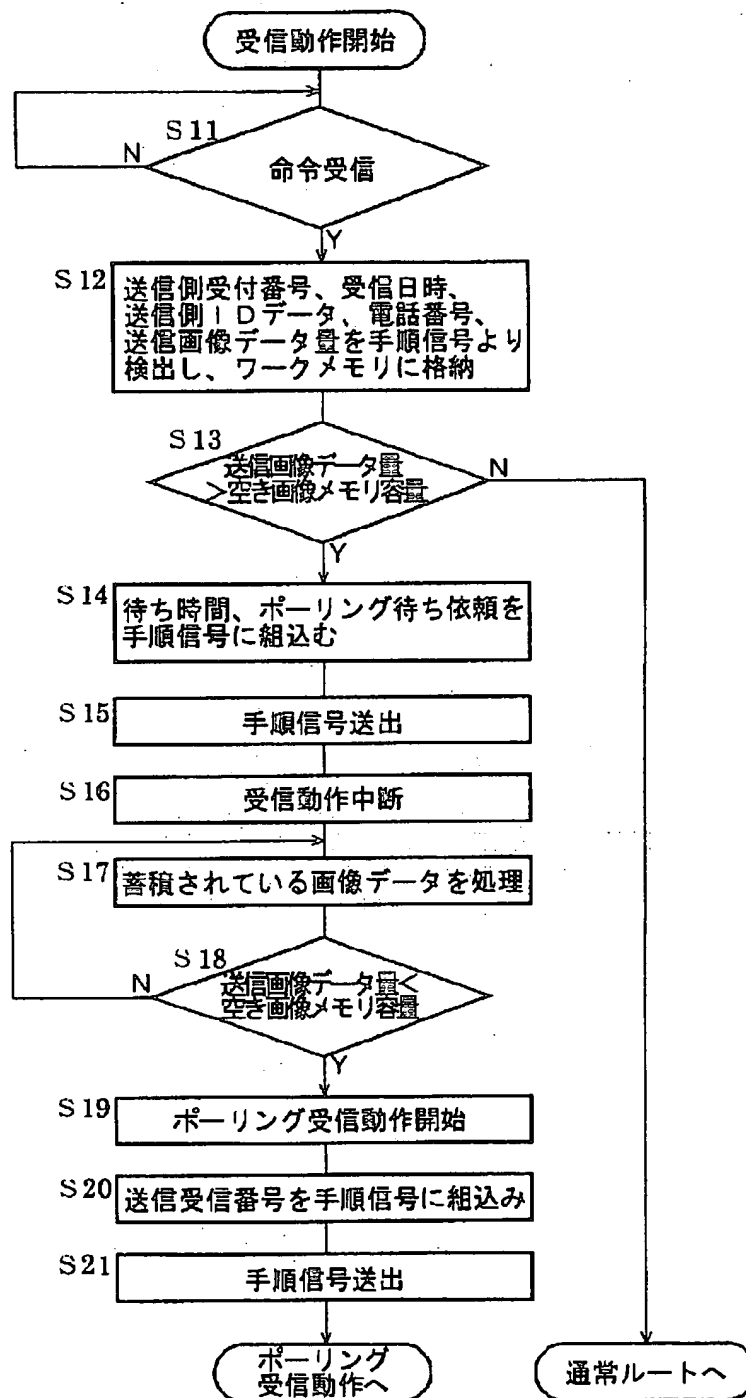 受信動作開始
S11
N
命令受信
Y
S12
送信側受付番号、受信日時、
送信側IDデータ、電話番号、
送信画像データ量を手順信号より
検出し、ワークメモリに格納
S13
送信画像データ量
>空き画像メモリ容量
N
Y
S14
待ち時間、ポーリング待ち依頼を
手順信号に組込む
S15
手順信号送出
S16
受信動作中断
S17
蓄積されている画像データを処理
S18
N
送信画像データ量<
空き画像メモリ容量
Y
S19
ポーリング受信動作開始
S20
送信受信番号を手順信号に組込み
S21
手順信号送出
ポーリング
受信動作へ
通常ルートへ